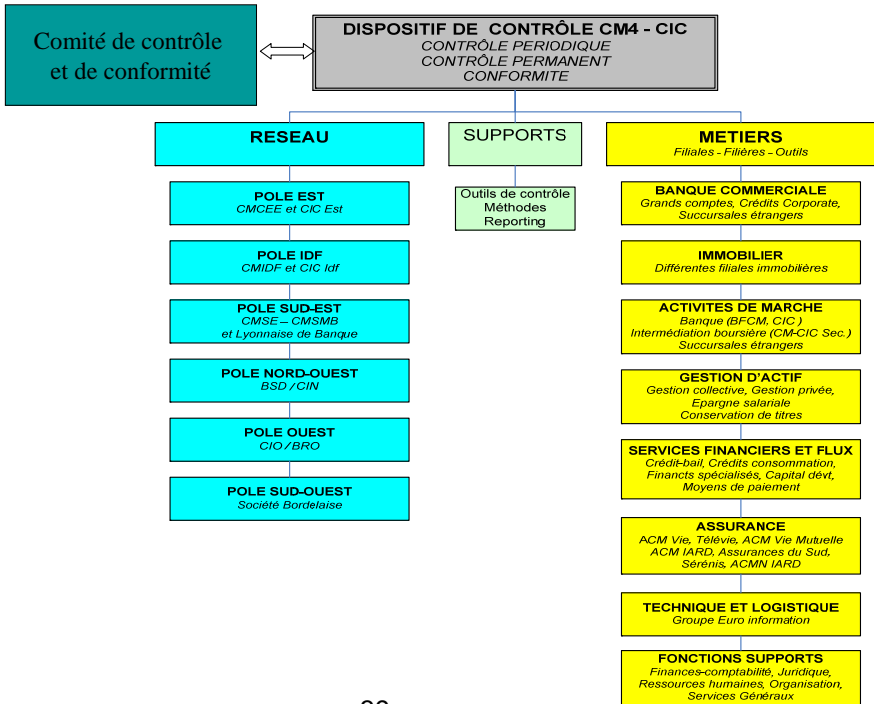 Comité de contrôle
et de conformité
DISPOSITIF DE CONTRÔLE CM4 - CIC
CONTRÔLE PERIODIQUE
CONTRÔLE PERMANENT
CONFORMITE
RESEAU
POLE EST
CMCEE et CIC Est
POLE IDF
CMIDF et CIC Idf
POLE SUD-EST
CMSE – CMSMB
et Lyonnaise de Banque
POLE NORD-OUEST
BSD / CIN
POLE OUEST
CIO / BRO
POLE SUD-OUEST
Société Bordelaise
SUPPORTS
Outils de contrôle
Méthodes
Reporting
METIERS
Filiales - Filières - Outils
BANQUE COMMERCIALE
Grands comptes, Crédits Corporate,
Succursales étrangers
IMMOBILIER
Différentes filiales immobilières
ACTIVITES DE MARCHE
Banque (BFCM, CIC )
Intermédiation boursière (CM-CIC Sec.)
Succursales étrangers
GESTION D'ACTIF
Gestion collective, Gestion privée,
Epargne salariale
Conservation de titres
SERVICES FINANCIERS ET FLUX
Crédit-bail, Crédits consommation,
Financts spécialisés, Capital dévt,
Moyens de paiement
ASSURANCE
ACM Vie, Télévie, ACM Vie Mutuelle
ACM IARD, Assurances du Sud,
Sérénis, ACMN IARD
TECHNIQUE ET LOGISTIQUE
Groupe Euro information
FONCTIONS SUPPORTS
Finances-comptabilité, Juridique,
Ressources humaines, Organisation,
Services Généraux